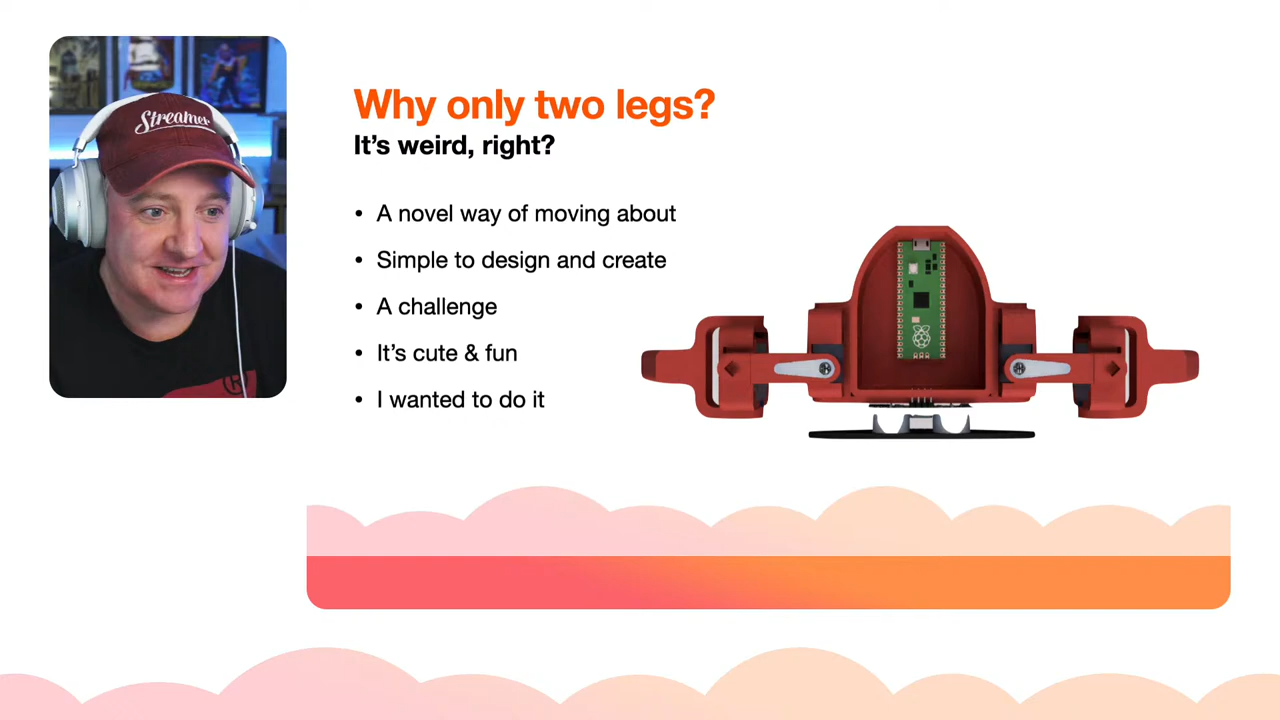 Streamer
Why only two legs?
It's weird, right?
• A novel way of moving about
• Simple to design and create
• A challenge
• It's cute & fun
• I wanted to do it
®